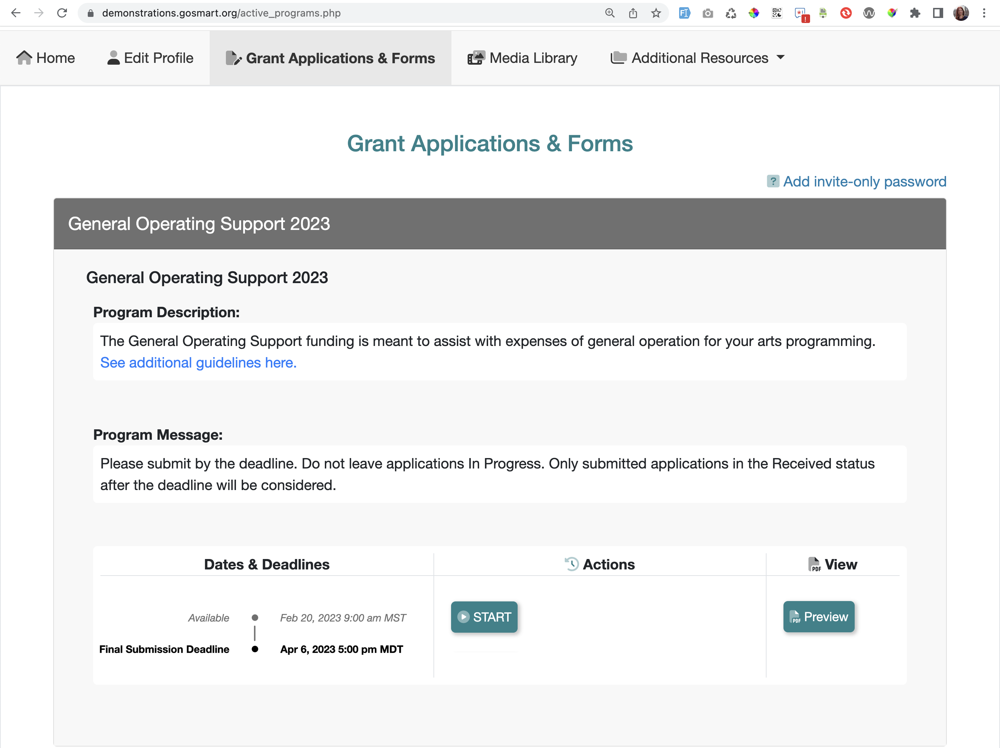 demonstrations.gosmart.org/active_programs.php
Home
Edit Profile
Grant Applications & Forms
Media Library
Additional Resources
Grant Applications & Forms
? Add invite-only password
General Operating Support 2023
General Operating Support 2023
Program Description:
The General Operating Support funding is meant to assist with expenses of general operation for your arts programming.
See additional guidelines here.
Program Message:
Please submit by the deadline. Do not leave applications In Progress. Only submitted applications in the Received status
after the deadline will be considered.
Dates & Deadlines
Actions
PDF View
Available Feb 20, 2023 9:00 am MST
Final Submission Deadline Apr 6, 2023 5:00 pm MDT
START
PDF Preview